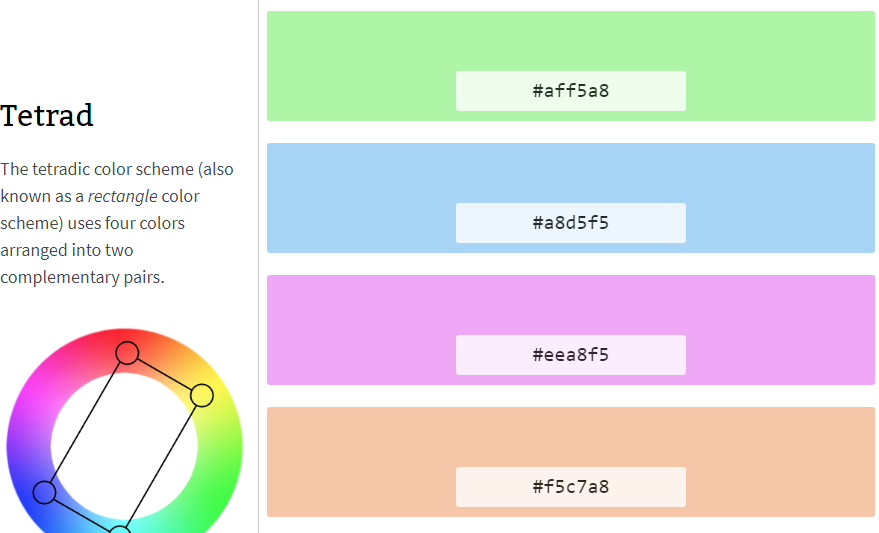 Tetrad
The tetradic color scheme (also
known as a rectangle color
scheme) uses four colors
arranged into two
complementary pairs.
#aff5a8
#a8d5f5
#eea8f5
#f5c7a8